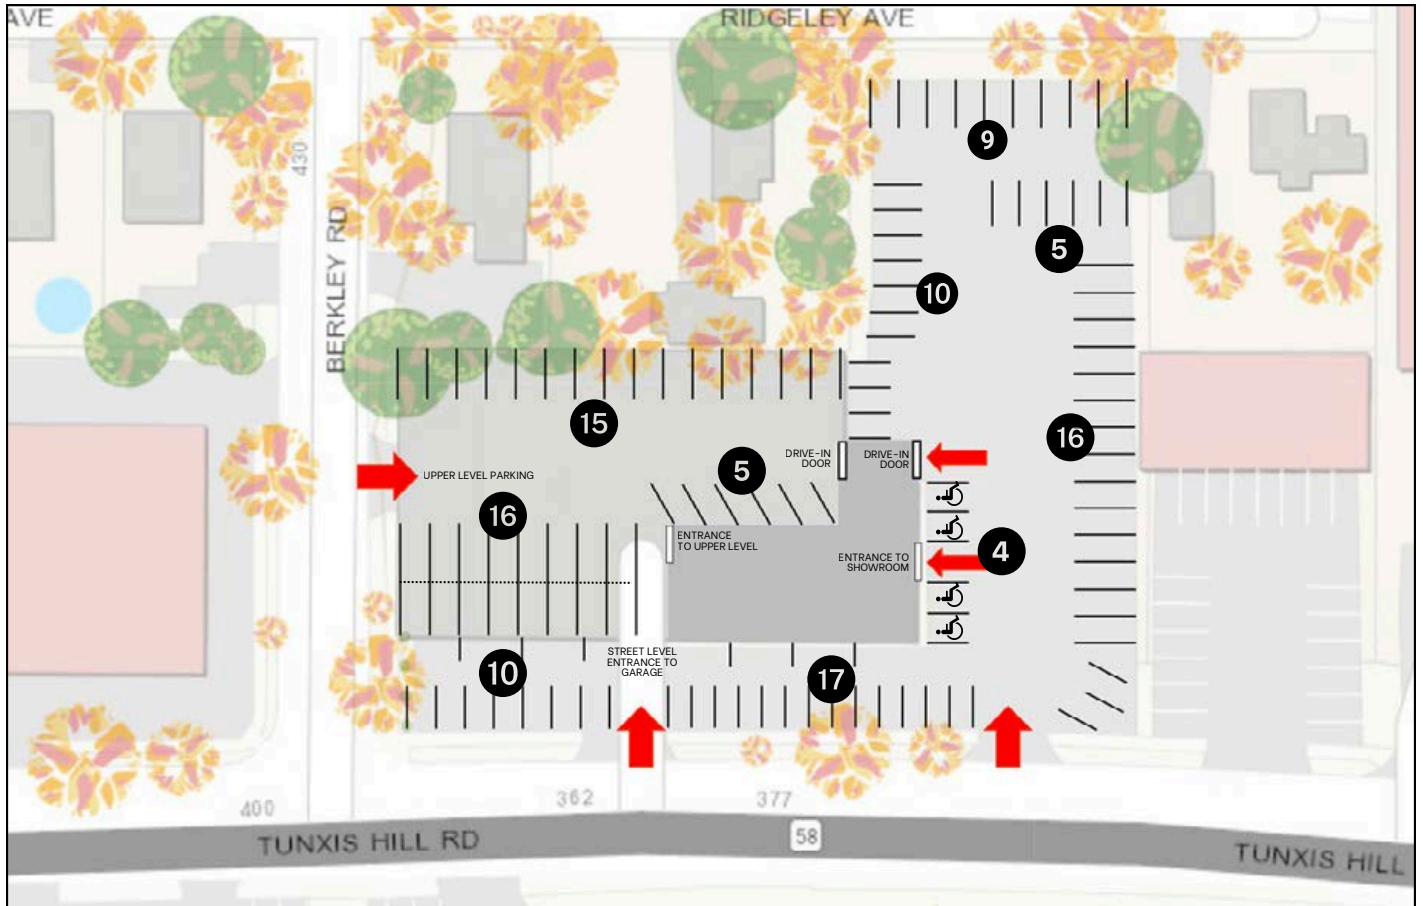 AVE
RIDGELEY AVE
430
BERKLEY RD
9
5
10
15
16
5
DRIVE-IN
DOOR
DRIVE-IN
DOOR
UPPER LEVEL PARKING
16
ENTRANCE
TO UPPER LEVEL
ENTRANCE TO
SHOWROOM
4
STREET LEVEL
ENTRANCE TO
GARAGE
10
17
400
362
377
58
TUNXIS HILL RD
TUNXIS HILL